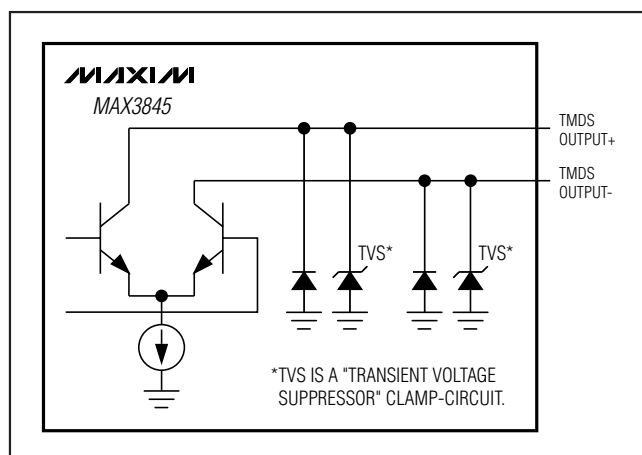 MAXIM
MAX3845
TMDS
OUTPUT+
TMDS
OUTPUT-
TVS*
TVS*
*TVS IS A "TRANSIENT VOLTAGE
SUPPRESSOR" CLAMP-CIRCUIT.